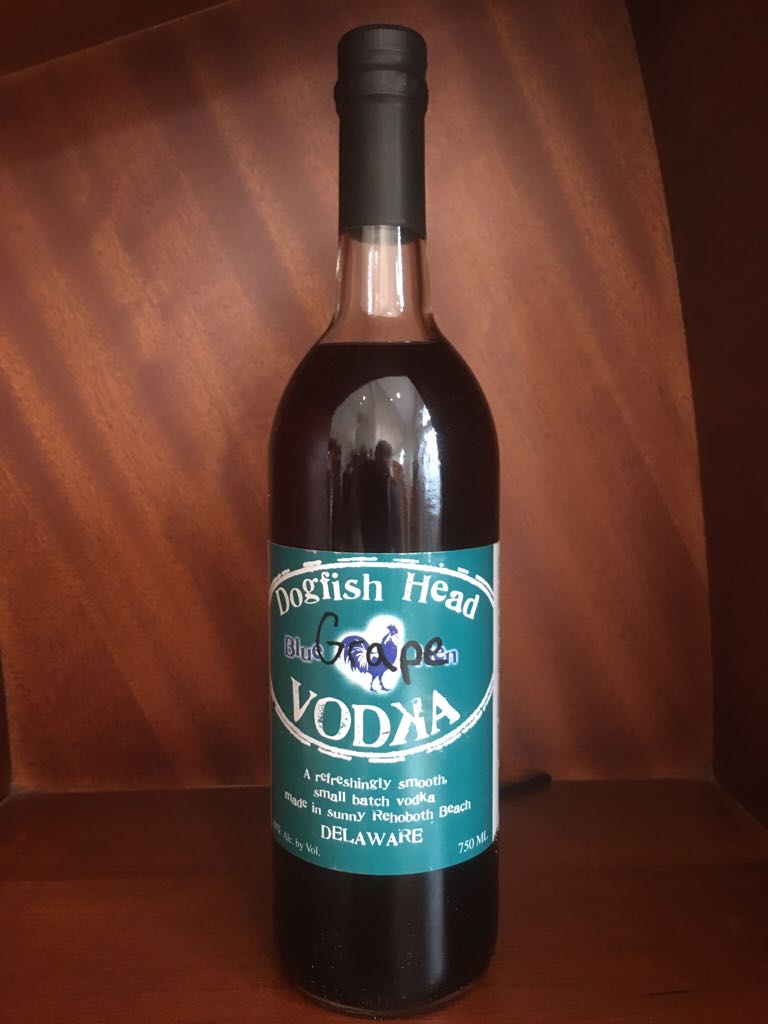 Dogfish Head
Blue
Grape
VODKA
A refreshingly smooth,
small batch vodka
made in sunny Rehoboth Beach
DELAWARE
Alc. by Vol.
750 ML